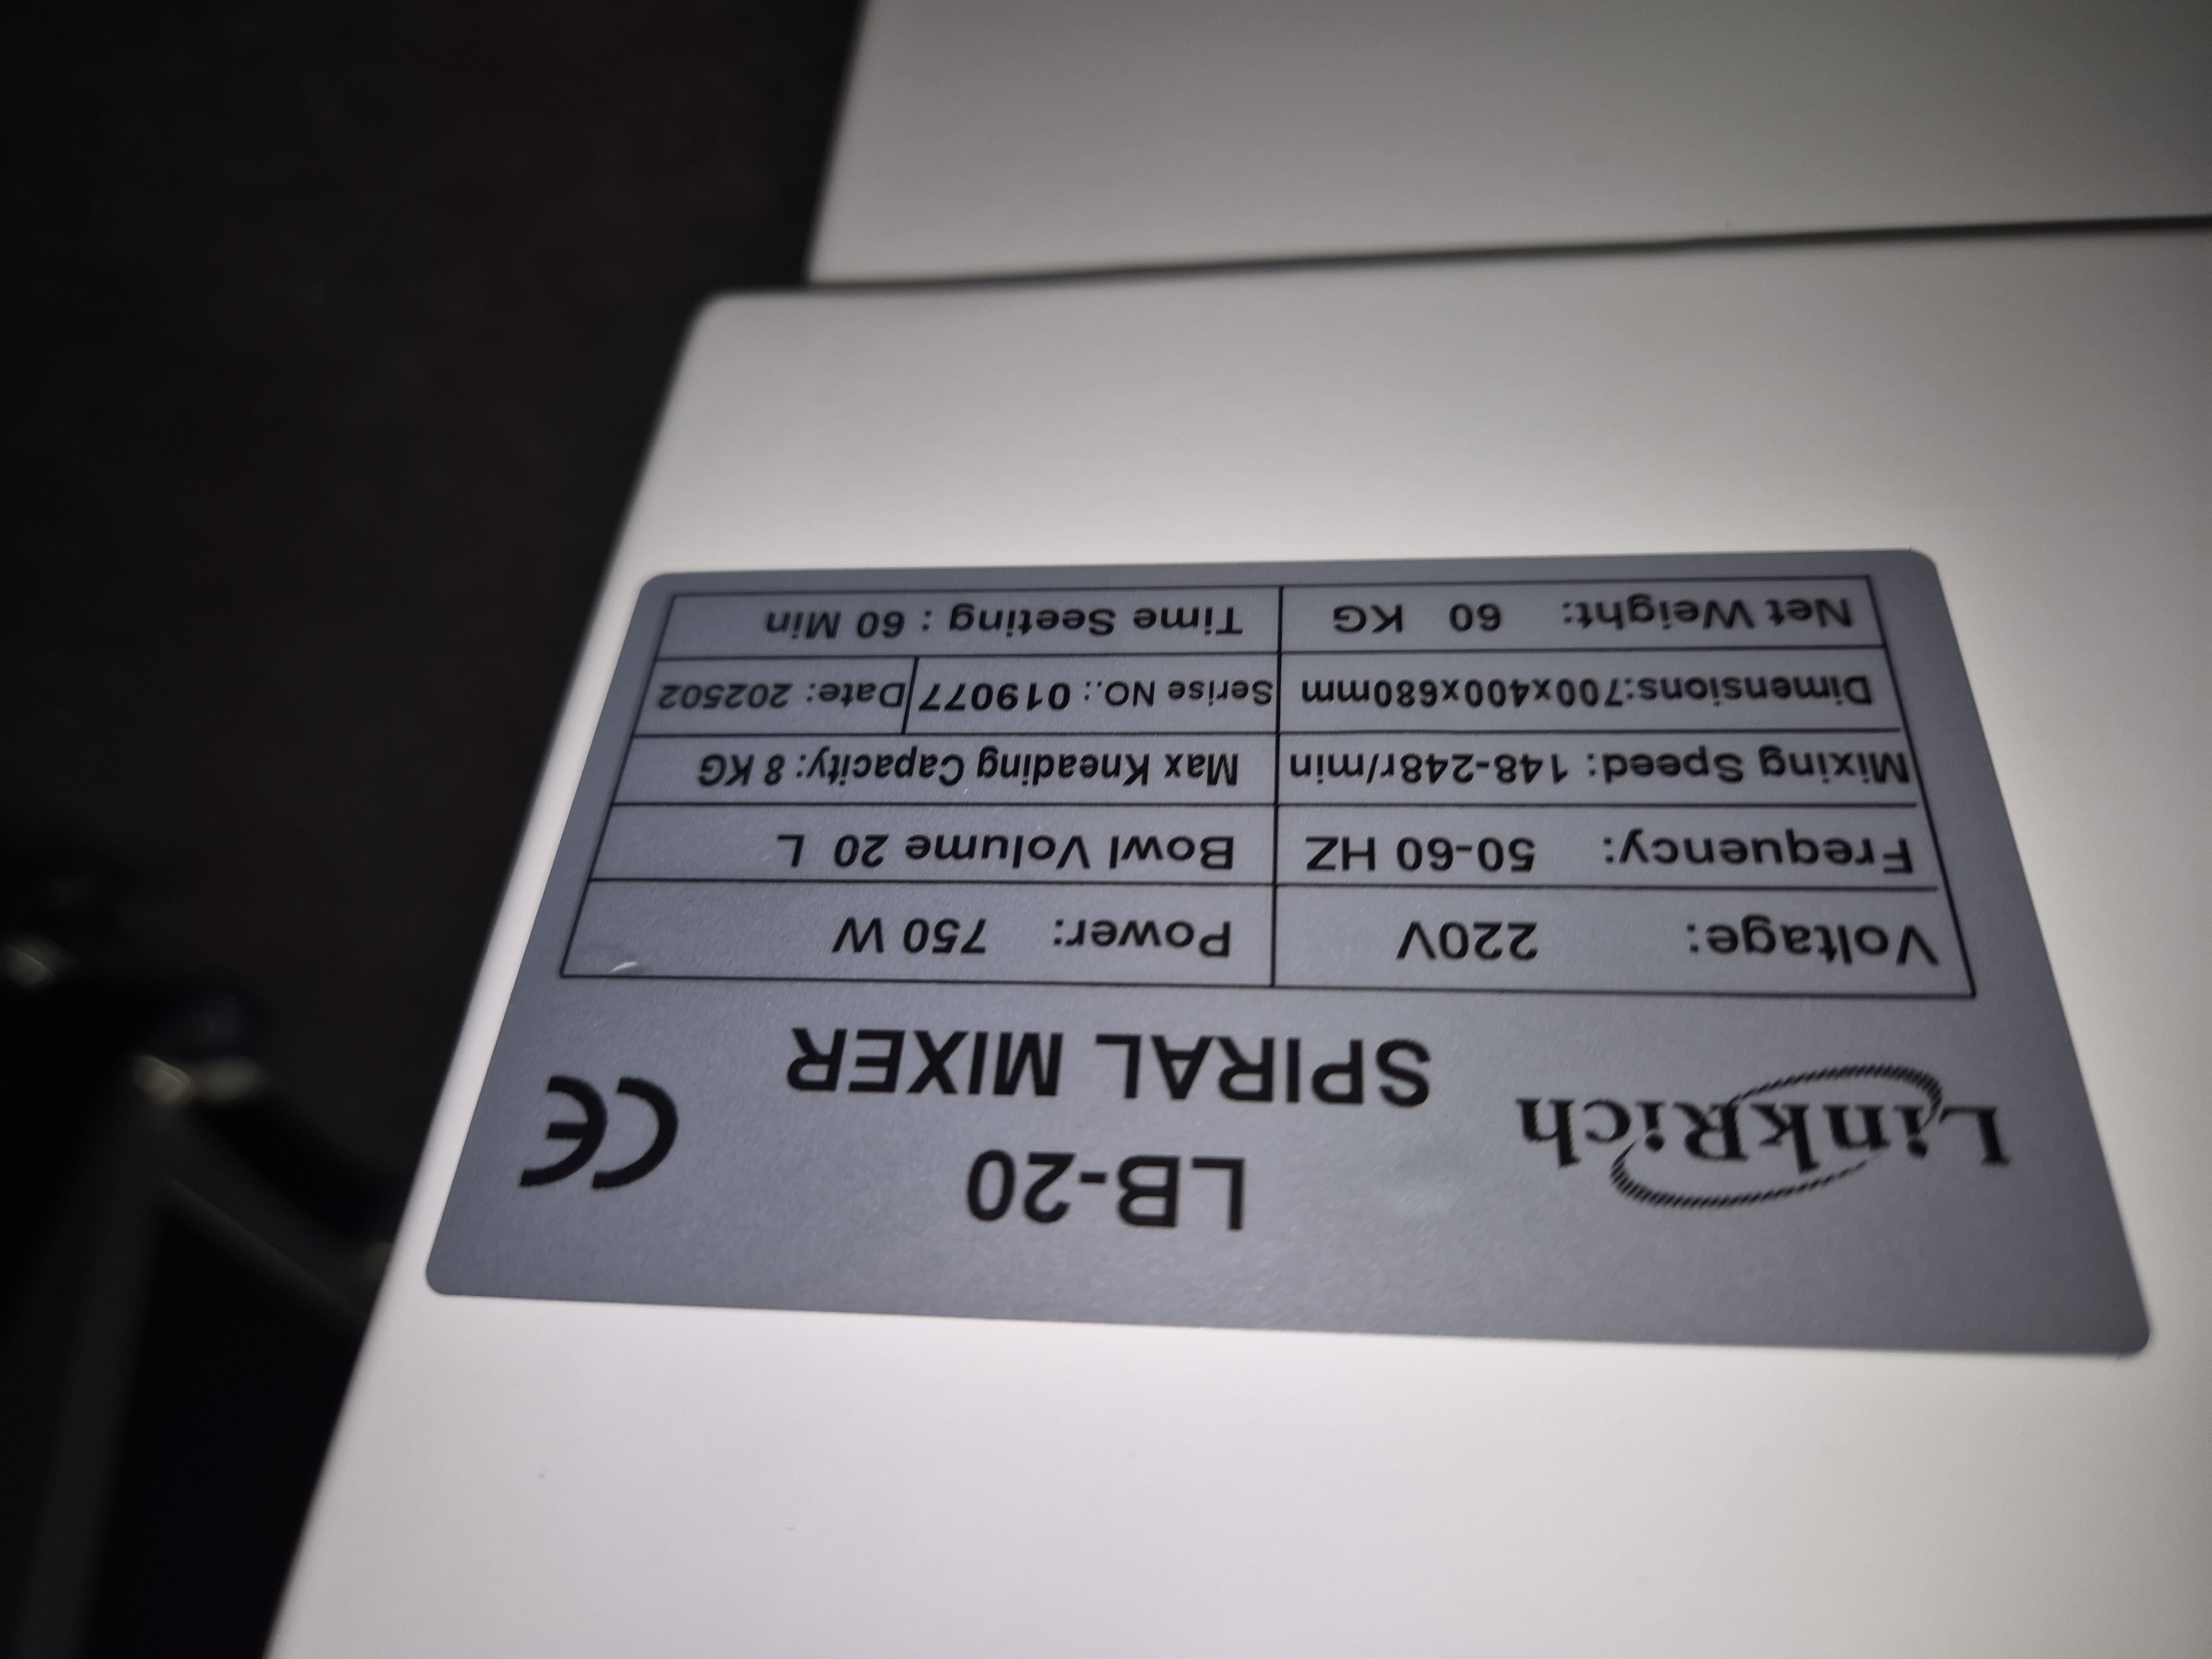 LinkRich
LB-20
SPIRAL MIXER
CE
Voltage: 220V Power: 750 W
Frequency: 50-60 HZ Bowl Volume 20 L
Mixing Speed: 148-248r/min Max Kneading Capacity: 8 KG
Dimensions:700x400x680mm Serise NO.: 019077 Date: 202502
Net Weight: 60 KG Time Seeting : 60 Min